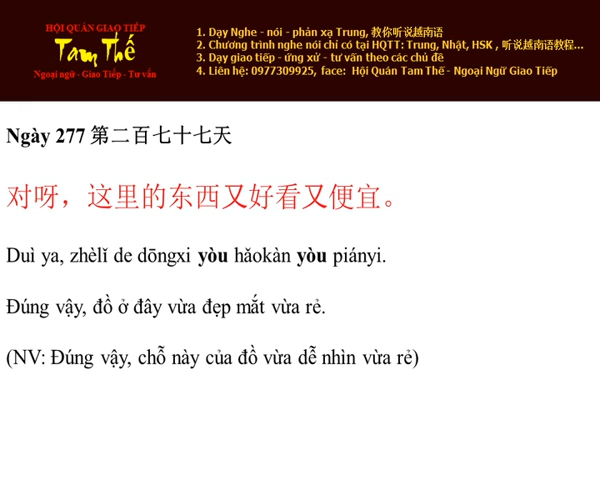 HỘI QUÁN GIAO TIẾP
Tam Thế
Ngoại ngữ - Giao Tiếp - Tư vấn
1. Dạy Nghe - nói - phản xạ Trung, 教你听说越南语
2. Chương trình nghe nói chỉ có tại HQTT: Trung, Nhật, HSK , 听说越南语教程...
3. Dạy giao tiếp - ứng xử - tư vấn theo các chủ đề
4. Liên hệ: 0977309925, face: Hội Quán Tam Thế - Ngoại Ngữ Giao Tiếp
Ngày 277 第二百七十七天
对呀，这里的东西又好看又便宜。
Duì ya, zhèlǐ de dōngxi yòu hǎokàn yòu piányi.
Đúng vậy, đồ ở đây vừa đẹp mắt vừa rẻ.
(NV: Đúng vậy, chỗ này của đồ vừa dễ nhìn vừa rẻ)